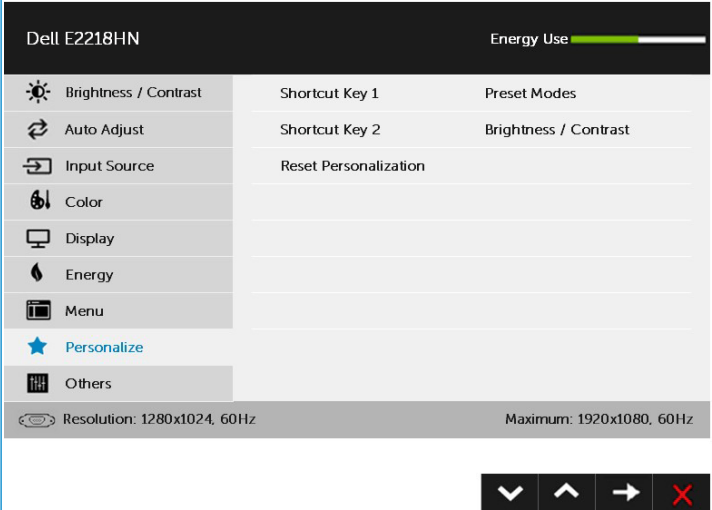 Dell E2218HN Energy Use
Brightness / Contrast Shortcut Key 1 Preset Modes
Auto Adjust Shortcut Key 2 Brightness / Contrast
Input Source Reset Personalization
Color
Display
Energy
Menu
Personalize
Others
Resolution: 1280x1024, 60Hz Maximum: 1920x1080, 60Hz